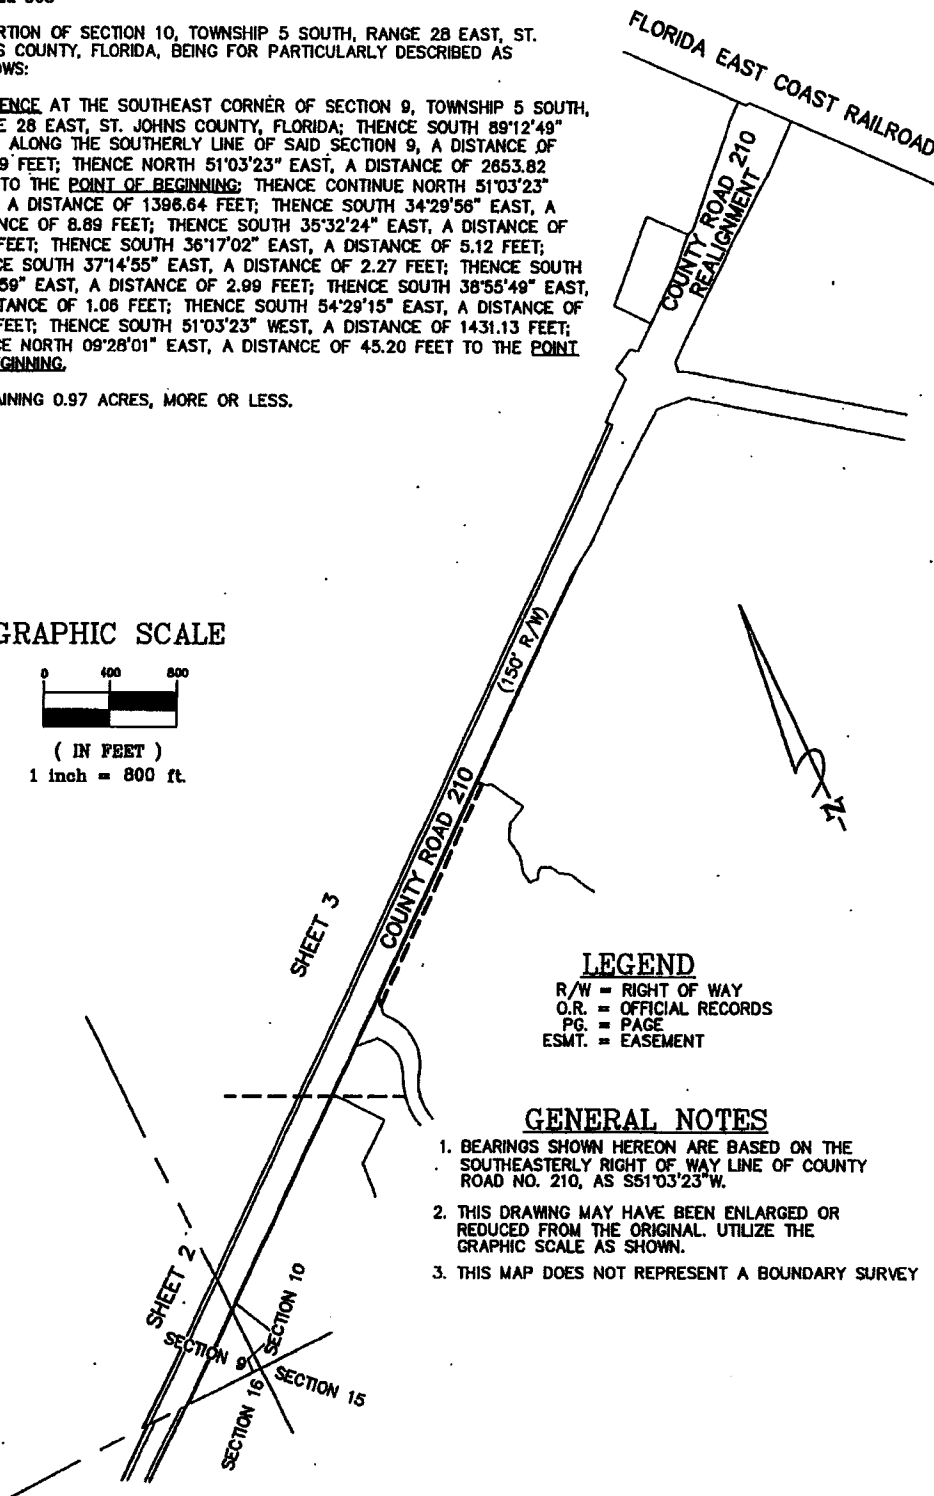 RTION OF SECTION 10, TOWNSHIP 5 SOUTH, RANGE 28 EAST, ST.
S COUNTY, FLORIDA, BEING FOR PARTICULARLY DESCRIBED AS
OWS:
ENCE AT THE SOUTHEAST CORNER OF SECTION 9, TOWNSHIP 5 SOUTH,
E 28 EAST, ST. JOHNS COUNTY, FLORIDA; THENCE SOUTH 89°12'49"
ALONG THE SOUTHERLY LINE OF SAID SECTION 9, A DISTANCE OF
9 FEET; THENCE NORTH 51°03'23" EAST, A DISTANCE OF 2653.82
TO THE POINT OF BEGINNING; THENCE CONTINUE NORTH 51°03'23"
A DISTANCE OF 1396.64 FEET; THENCE SOUTH 34°29'56" EAST, A
NCE OF 8.89 FEET; THENCE SOUTH 35°32'24" EAST, A DISTANCE OF
FEET; THENCE SOUTH 36°17'02" EAST, A DISTANCE OF 5.12 FEET;
CE SOUTH 37°14'55" EAST, A DISTANCE OF 2.27 FEET; THENCE SOUTH
59" EAST, A DISTANCE OF 2.99 FEET; THENCE SOUTH 38°55'49" EAST,
TANCE OF 1.06 FEET; THENCE SOUTH 54°29'15" EAST, A DISTANCE OF
FEET; THENCE SOUTH 51°03'23" WEST, A DISTANCE OF 1431.13 FEET;
CE NORTH 09°28'01" EAST, A DISTANCE OF 45.20 FEET TO THE POINT
GINNING.
INING 0.97 ACRES, MORE OR LESS.
FLORIDA EAST COAST RAILROAD
COUNTY ROAD 210
REALIGNMENT
GRAPHIC SCALE
0 400 800
( IN FEET )
1 inch = 800 ft.
(150' R/W)
COUNTY ROAD 210
N
SHEET 3
LEGEND
R/W = RIGHT OF WAY
O.R. = OFFICIAL RECORDS
PG. = PAGE
ESMT. = EASEMENT
GENERAL NOTES
1. BEARINGS SHOWN HEREON ARE BASED ON THE
SOUTHEASTERLY RIGHT OF WAY LINE OF COUNTY
ROAD NO. 210, AS S51°03'23"W.
2. THIS DRAWING MAY HAVE BEEN ENLARGED OR
REDUCED FROM THE ORIGINAL. UTILIZE THE
GRAPHIC SCALE AS SHOWN.
3. THIS MAP DOES NOT REPRESENT A BOUNDARY SURVEY
SHEET 2
SECTION 10
SECTION 9
SECTION 15
SECTION 16